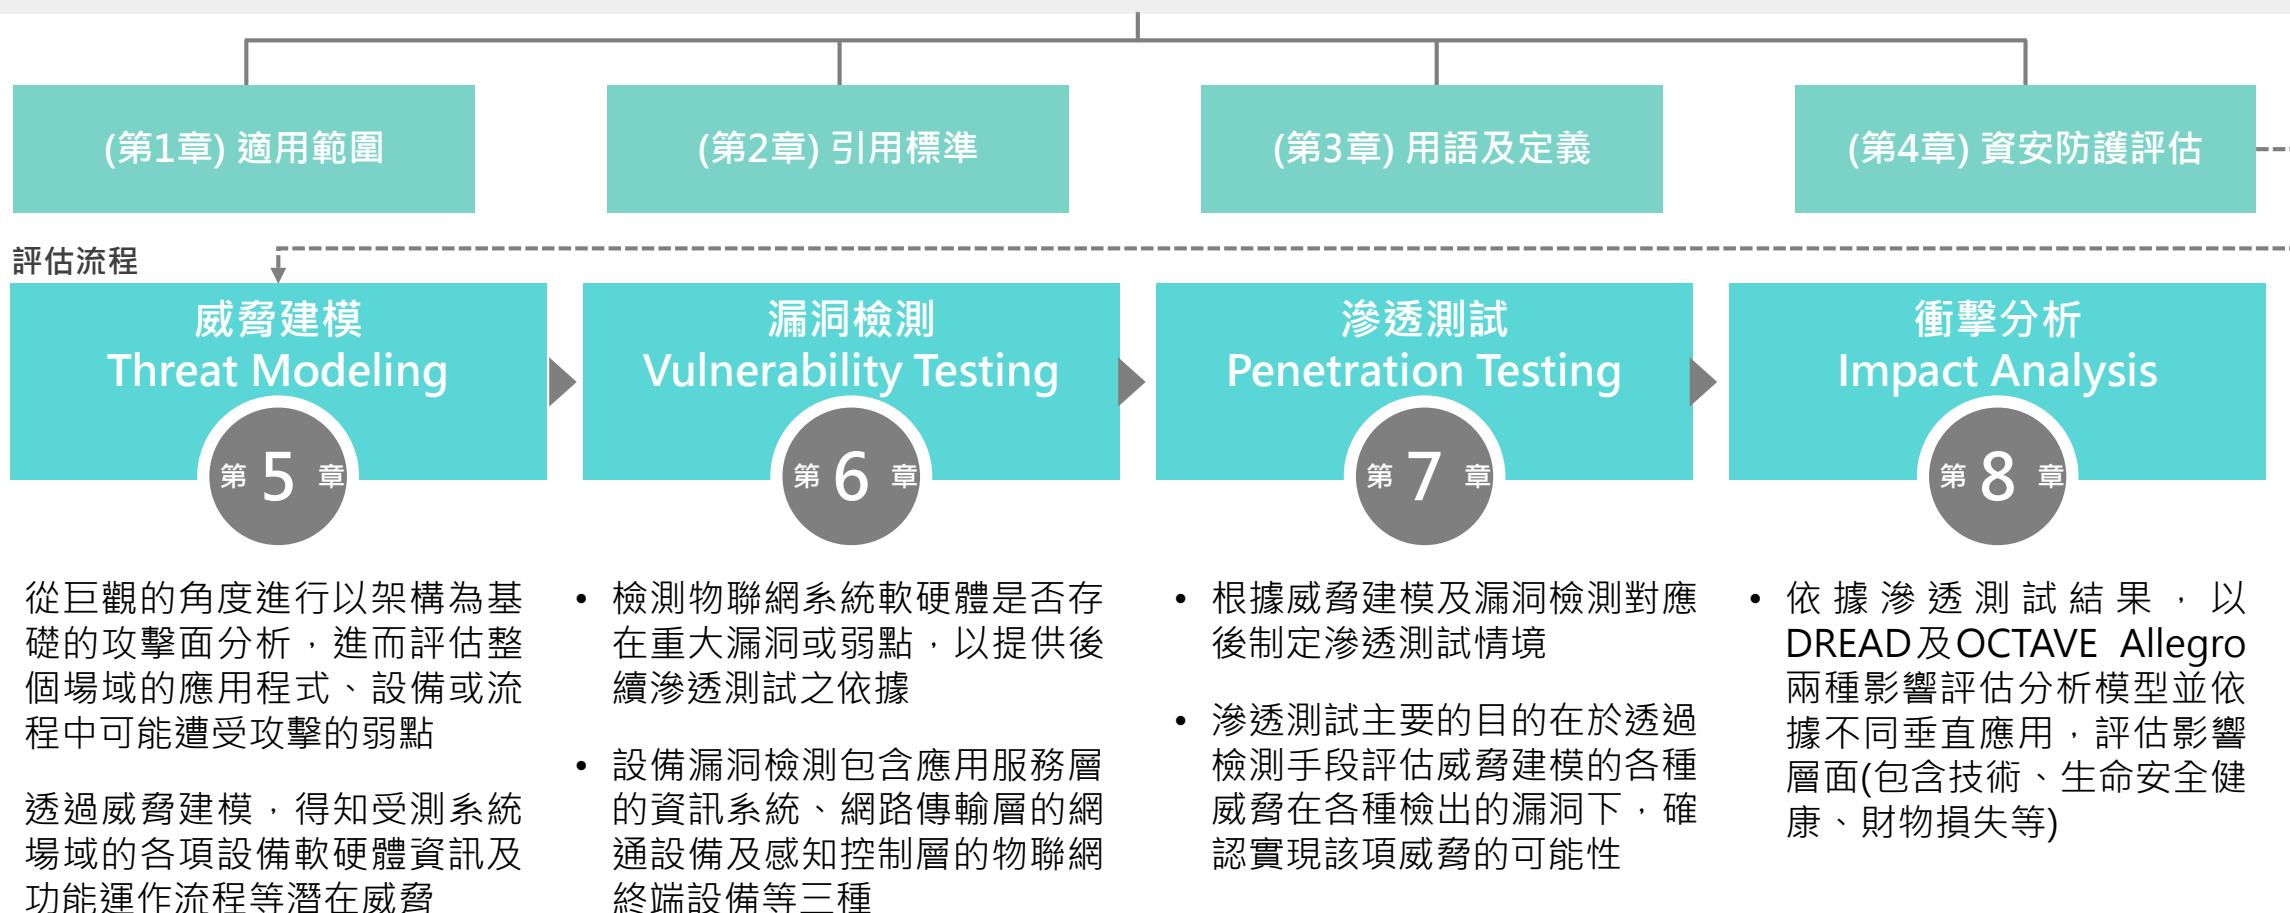 (第1章) 適用範圍
(第2章) 引用標準
(第3章) 用語及定義
(第4章) 資安防護評估
評估流程
威脅建模
Threat Modeling
第 5 章
漏洞檢測
Vulnerability Testing
第 6 章
滲透測試
Penetration Testing
第 7 章
衝擊分析
Impact Analysis
第 8 章
從巨觀的角度進行以架構為基
礎的攻擊面分析，進而評估整
個場域的應用程式、設備或流
程中可能遭受攻擊的弱點
透過威脅建模，得知受測系統
場域的各項設備軟硬體資訊及
功能運作流程等潛在威脅
• 檢測物聯網系統軟硬體是否存
在重大漏洞或弱點，以提供後
續滲透測試之依據
• 設備漏洞檢測包含應用服務層
的資訊系統、網路傳輸層的網
通設備及感知控制層的物聯網
終端設備等三種
• 根據威脅建模及漏洞檢測對應
後制定滲透測試情境
• 滲透測試主要的目的在於透過
檢測手段評估威脅建模的各種
威脅在各種檢出的漏洞下，確
認實現該項威脅的可能性
• 依據滲透測試結果，以
DREAD及OCTAVE Allegro
兩種影響評估分析模型並依
據不同垂直應用，評估影響
層面(包含技術、生命安全健
康、財物損失等)